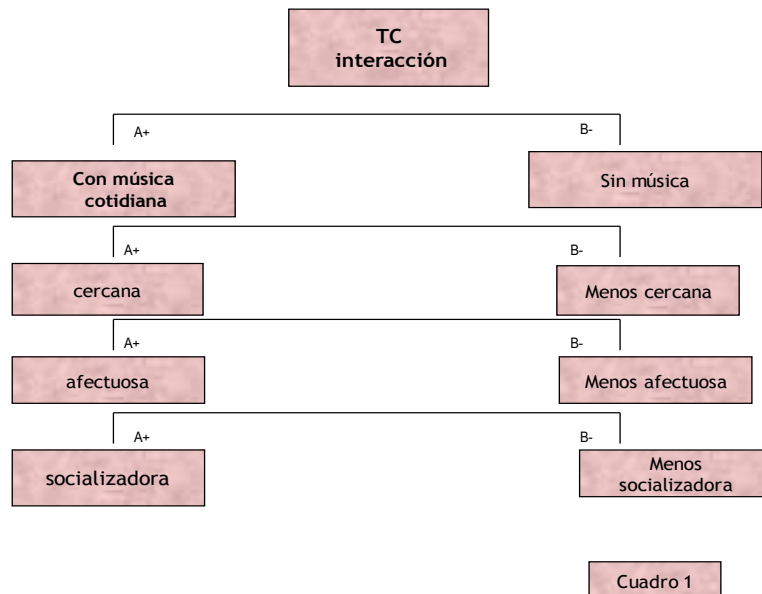 TC
interacción
A+
B-
Con música
cotidiana
Sin música
A+
B-
cercana
Menos cercana
A+
B-
afectuosa
Menos afectuosa
A+
B-
socializadora
Menos
socializadora
Cuadro 1